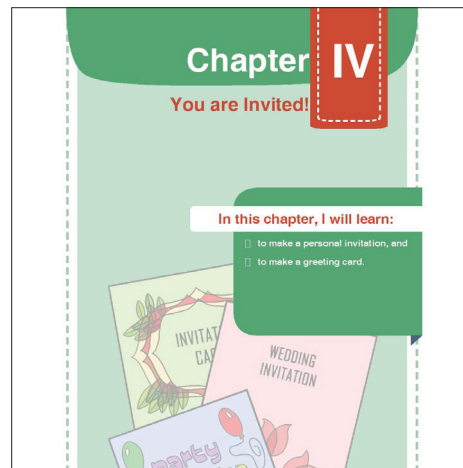 Chapter IV
You are Invited!
In this chapter, I will learn:
to make a personal invitation, and
to make a greeting card.
INVITAT
CAR
WEDDING
INVITATION
party